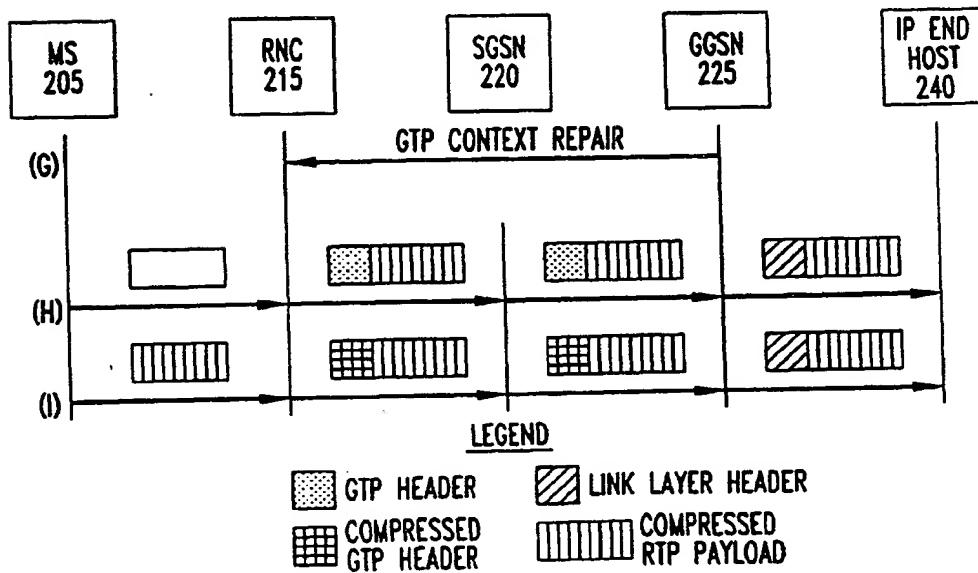 MS
205
RNC
215
SGSN
220
GGSN
225
IP END
HOST
240
(G)
GTP CONTEXT REPAIR
(H)
(I)
LEGEND
GTP HEADER
LINK LAYER HEADER
COMPRESSED
GTP HEADER
COMPRESSED
RTP PAYLOAD